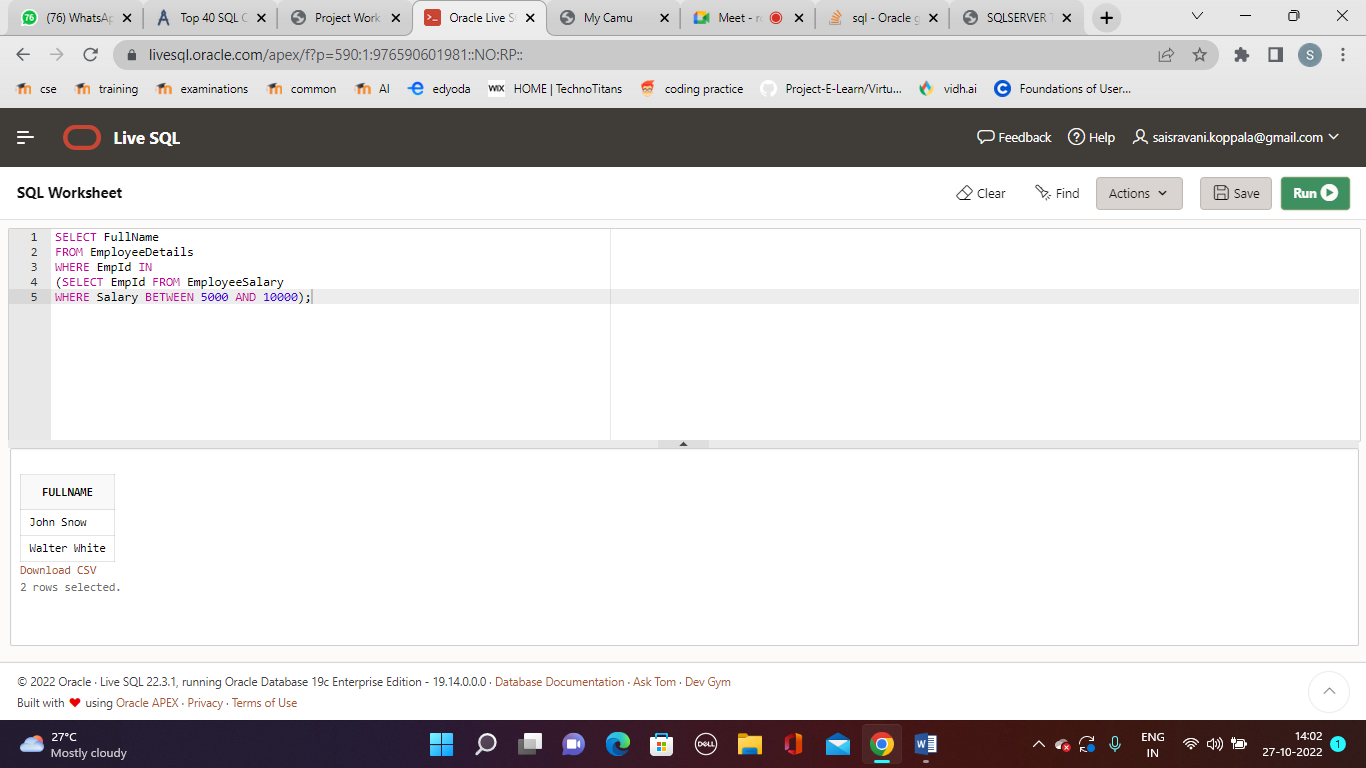 76 (76) WhatsAp
Top 40 SQL C
Project Work
Oracle Live S
My Camu
Meet - r
sql - Oracle g
SQLSERVER T
livesql.oracle.com/apex/f?p=590:1:976590601981::NO:RP::
S
cse
training
examinations
common
AI
edyoda
WIX HOME | TechnoTitans
coding practice
Project-E-Learn/Virtu...
vidh.ai
Foundations of User...
Live SQL
Feedback
Help
saisravani.koppala@gmail.com
SQL Worksheet
Clear
Find
Actions
Save
Run
1 SELECT FullName
2 FROM EmployeeDetails
3 WHERE EmpId IN
4 (SELECT EmpId FROM EmployeeSalary
5 WHERE Salary BETWEEN 5000 AND 10000);
FULLNAME
John Snow
Walter White
Download CSV
2 rows selected.
© 2022 Oracle · Live SQL 22.3.1, running Oracle Database 19c Enterprise Edition - 19.14.0.0.0 · Database Documentation · Ask Tom · Dev Gym
Built with ❤ using Oracle APEX · Privacy · Terms of Use
27°C
Mostly cloudy
DELL
ENG
IN
14:02
27-10-2022
1